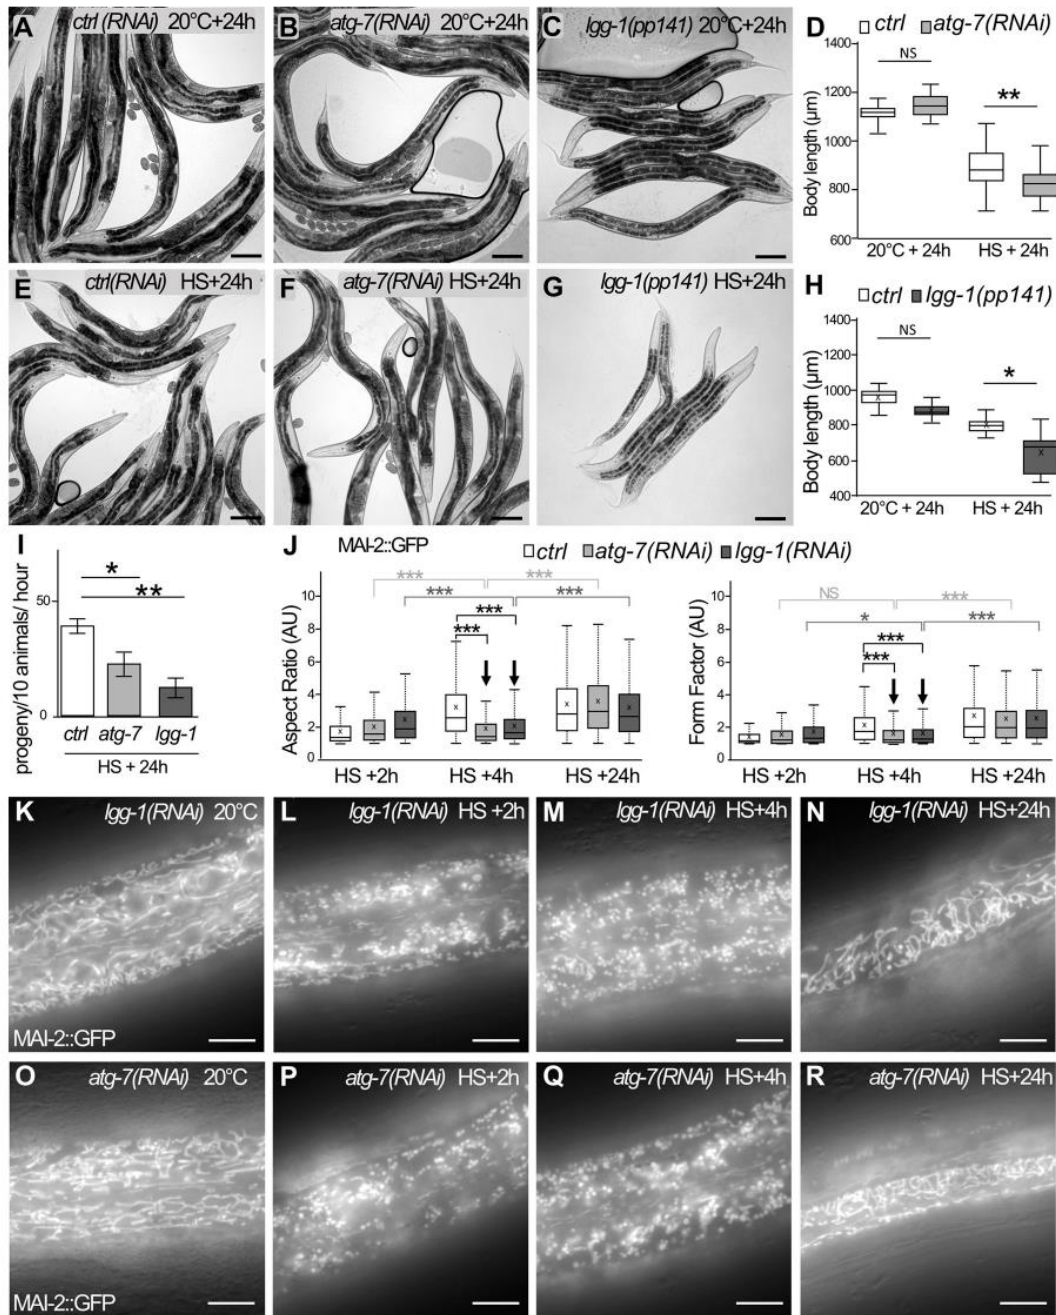 A ctrl (RNAi) 20°C+24h
B atg-7(RNAi) 20°C+24h
C lgg-1(pp141) 20°C+24h
D ctrl atg-7(RNAi)
Body length (µm)
1400
1200
1000
800
600
NS
**
20°C + 24h HS + 24h
E ctrl(RNAi) HS+24h
F atg-7(RNAi) HS+24h
G lgg-1(pp141) HS+24h
H ctrl lgg-1(pp141)
Body length (µm)
1400
1000
800
600
400
NS
*
20°C + 24h HS + 24h
I
progeny/10 animals/ hour
50
0
*
**
ctrl atg-7 lgg-1
HS + 24h
J MAI-2::GFP ctrl atg-7(RNAi) lgg-1(RNAi)
Aspect Ratio (AU)
10
8
6
4
2
0
*** ***
*** ***
***
***
HS +2h HS +4h HS +24h
Form Factor (AU)
10
8
6
4
2
0
NS ***
* ***
***
***
HS +2h HS +4h HS +24h
K lgg-1(RNAi) 20°C
MAI-2::GFP
L lgg-1(RNAi) HS +2h
M lgg-1(RNAi) HS+4h
N lgg-1(RNAi) HS+24h
O atg-7(RNAi) 20°C
MAI-2::GFP
P atg-7(RNAi) HS+2h
Q atg-7(RNAi) HS+4h
R atg-7(RNAi) HS+24h